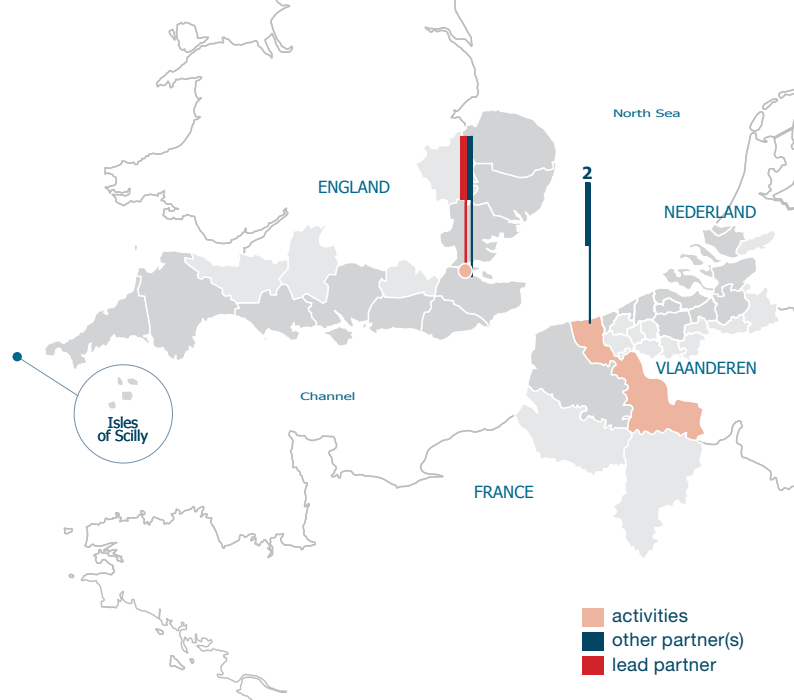 North Sea
2
ENGLAND
NEDERLAND
VLAANDEREN
Channel
Isles
of Scilly
FRANCE
activities
other partner(s)
lead partner